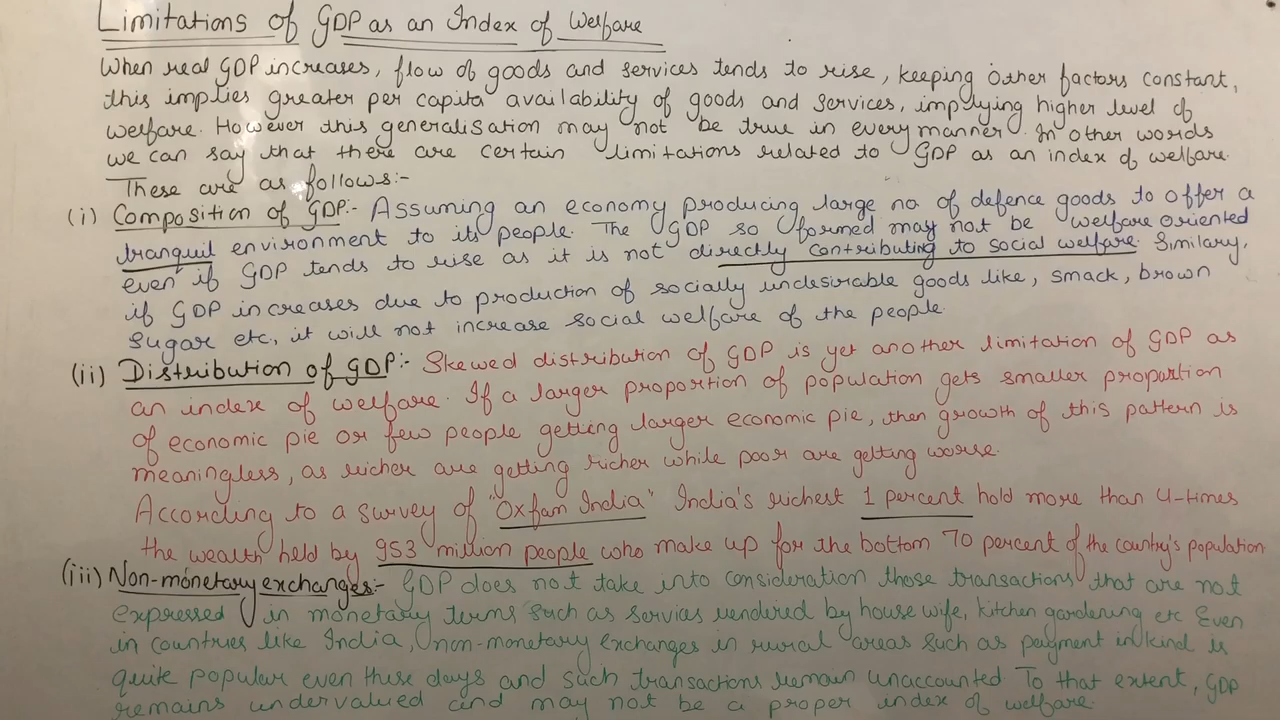 Limitations of GDP as an Index of Welfare
When real GDP increases, flow of goods and services tends to rise, keeping other factors constant,
this implies greater per capita availability of goods and services, implying higher level of
welfare. However this generalisation may not be true in every manner. In other words
we can say that there are certain limitations related to GDP as an index of welfare.
These are as follows:-
(i) Composition of GDP:- Assuming an economy producing large no of defence goods to offer a
tranquil environment to its people. The GDP so formed may not be welfare oriented
even if GDP tends to rise as it is not directly contributing to social welfare. Similary,
if GDP increases due to production of socially undesirable goods like, smack, brown
sugar etc, it will not increase social welfare of the people.
(ii) Distribution of GDP:- Skewed distribution of GDP is yet another limitation of GDP as
an index of welfare. If a larger proportion of population gets smaller proportion
of economic pie or few people getting larger economic pie, then growth of this pattern is
meaningless, as richer are getting richer while poor are getting worse.
According to a survey of "Oxfam India" India's richest 1 percent hold more than 4-times
the wealth held by 953 million people who make up for the bottom 70 percent of the country's population
(iii) Non-monetary exchanges:- GDP does not take into consideration those transactions that are not
expressed in monetary terms such as servias rendered by house wife, kitchen gardening etc Even
in countries like India, non-monetary exchanges in rural areas such as payment in kind is
quite popular even these days and such transactions remain unaccounted To that extent, GDP
remains undervalued and may not be a proper index of welfare.